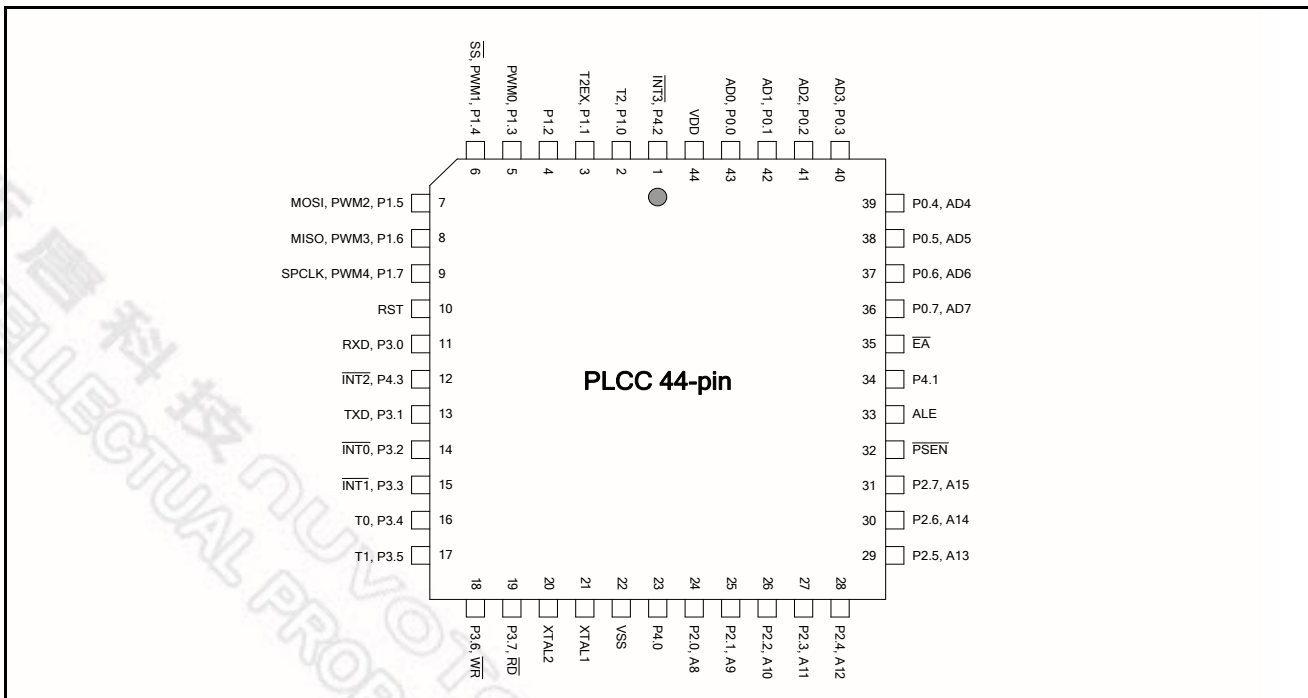 SS, PWM1, P1.4
PWM0, P1.3
P1.2
T2EX, P1.1
T2, P1.0
INT3, P4.2
VDD
AD0, P0.0
AD1, P0.1
AD2, P0.2
AD3, P0.3
6
5
4
3
2
1
44
43
42
41
40
MOSI, PWM2, P1.5 7
MISO, PWM3, P1.6 8
SPCLK, PWM4, P1.7 9
RST 10
RXD, P3.0 11
INT2, P4.3 12
TXD, P3.1 13
INT0, P3.2 14
INT1, P3.3 15
T0, P3.4 16
T1, P3.5 17
PLCC 44-pin
39 P0.4, AD4
38 P0.5, AD5
37 P0.6, AD6
36 P0.7, AD7
35 EA
34 P4.1
33 ALE
32 PSEN
31 P2.7, A15
30 P2.6, A14
29 P2.5, A13
18
19
20
21
22
23
24
25
26
27
28
P3.6, WR
P3.7, RD
XTAL2
XTAL1
VSS
P4.0
P2.0, A8
P2.1, A9
P2.2, A10
P2.3, A11
P2.4, A12
唐科技 nuvoTo
ELLECTUAL PROP